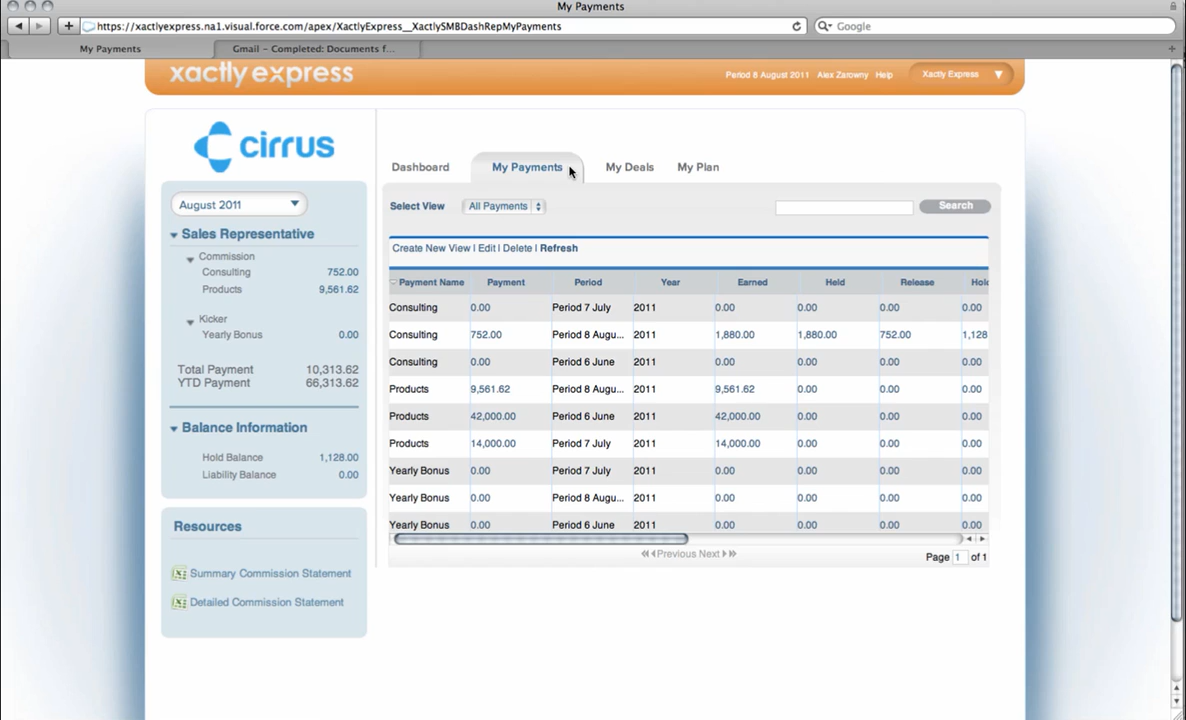 My Payments
https://xactlyexpress.na1.visual.force.com/apex/XactlyExpress__XactlySMBDashRepMyPayments
Google
My Payments
Gmail – Completed: Documents f...
xactly express
Period 6 August 2011 Alex Zarowny Help
Xactly Express
cirrus
Dashboard My Payments My Deals My Plan
August 2011
Sales Representative
Commission
Consulting 752.00
Products 9,561.62
Kicker
Yearly Bonus 0.00
Total Payment 10,313.62
YTD Payment 66,313.62
Balance Information
Hold Balance 1,128.00
Liability Balance 0.00
Resources
Summary Commission Statement
Detailed Commission Statement
Select View All Payments Search
Create New View | Edit | Delete | Refresh
Payment Name Payment Period Year Earned Held Release Hold
Consulting 0.00 Period 7 July 2011 0.00 0.00 0.00 0.00
Consulting 752.00 Period 8 Augu... 2011 1,880.00 1,880.00 752.00 1,128
Consulting 0.00 Period 6 June 2011 0.00 0.00 0.00 0.00
Products 9,561.62 Period 8 Augu... 2011 9,561.62 0.00 0.00 0.00
Products 42,000.00 Period 6 June 2011 42,000.00 0.00 0.00 0.00
Products 14,000.00 Period 7 July 2011 14,000.00 0.00 0.00 0.00
Yearly Bonus 0.00 Period 7 July 2011 0.00 0.00 0.00 0.00
Yearly Bonus 0.00 Period 8 Augu... 2011 0.00 0.00 0.00 0.00
Yearly Bonus 0.00 Period 6 June 2011 0.00 0.00 0.00 0.00
Previous Next
Page 1 of 1